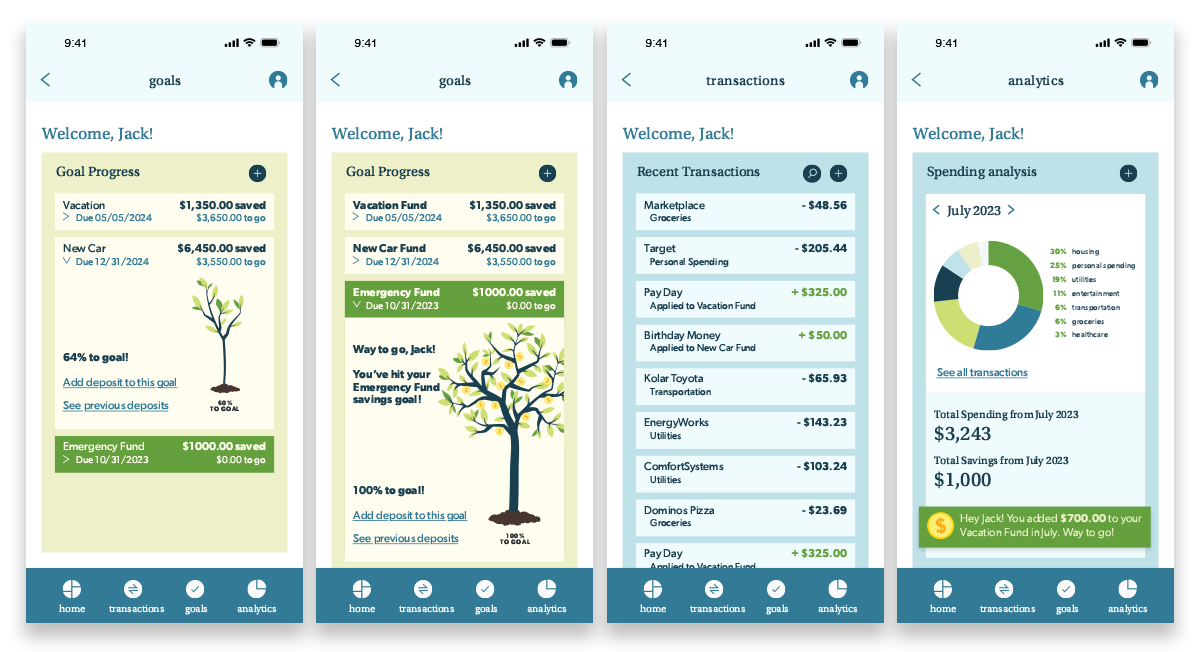 9:41
goals
Welcome, Jack!
Goal Progress
Vacation $1,350.00 saved
Due 05/05/2024 $3,650.00 to go
New Car $6,450.00 saved
Due 12/31/2024 $3,550.00 to go
64% to goal!
Add deposit to this goal
See previous deposits
60%
TO GOAL
Emergency Fund $1000.00 saved
Due 10/31/2023 $0.00 to go
home transactions goals analytics
9:41
goals
Welcome, Jack!
Goal Progress
Vacation Fund $1,350.00 saved
Due 05/05/2024 $3,650.00 to go
New Car Fund $6,450.00 saved
Due 12/31/2024 $3,550.00 to go
Emergency Fund $1000.00 saved
Due 10/31/2023 $0.00 to go
Way to go, Jack!
You've hit your
Emergency Fund
savings goal!
100% to goal!
Add deposit to this goal
See previous deposits
100%
TO GOAL
home transactions goals analytics
9:41
transactions
Welcome, Jack!
Recent Transactions
Marketplace - $48.56
Groceries
Target - $205.44
Personal Spending
Pay Day + $325.00
Applied to Vacation Fund
Birthday Money + $50.00
Applied to New Car Fund
Kolar Toyota - $65.93
Transportation
EnergyWorks - $143.23
Utilities
ComfortSystems - $103.24
Utilities
Dominos Pizza - $23.69
Groceries
Pay Day + $325.00
Applied to Vacation Fund
home transactions goals analytics
9:41
analytics
Welcome, Jack!
Spending analysis
July 2023
30% housing
25% personal spending
19% utilities
11% entertainment
6% transportation
6% groceries
3% healthcare
See all transactions
Total Spending from July 2023
$3,243
Total Savings from July 2023
$1,000
$
Hey Jack! You added $700.00 to your
Vacation Fund in July. Way to go!
home transactions goals analytics